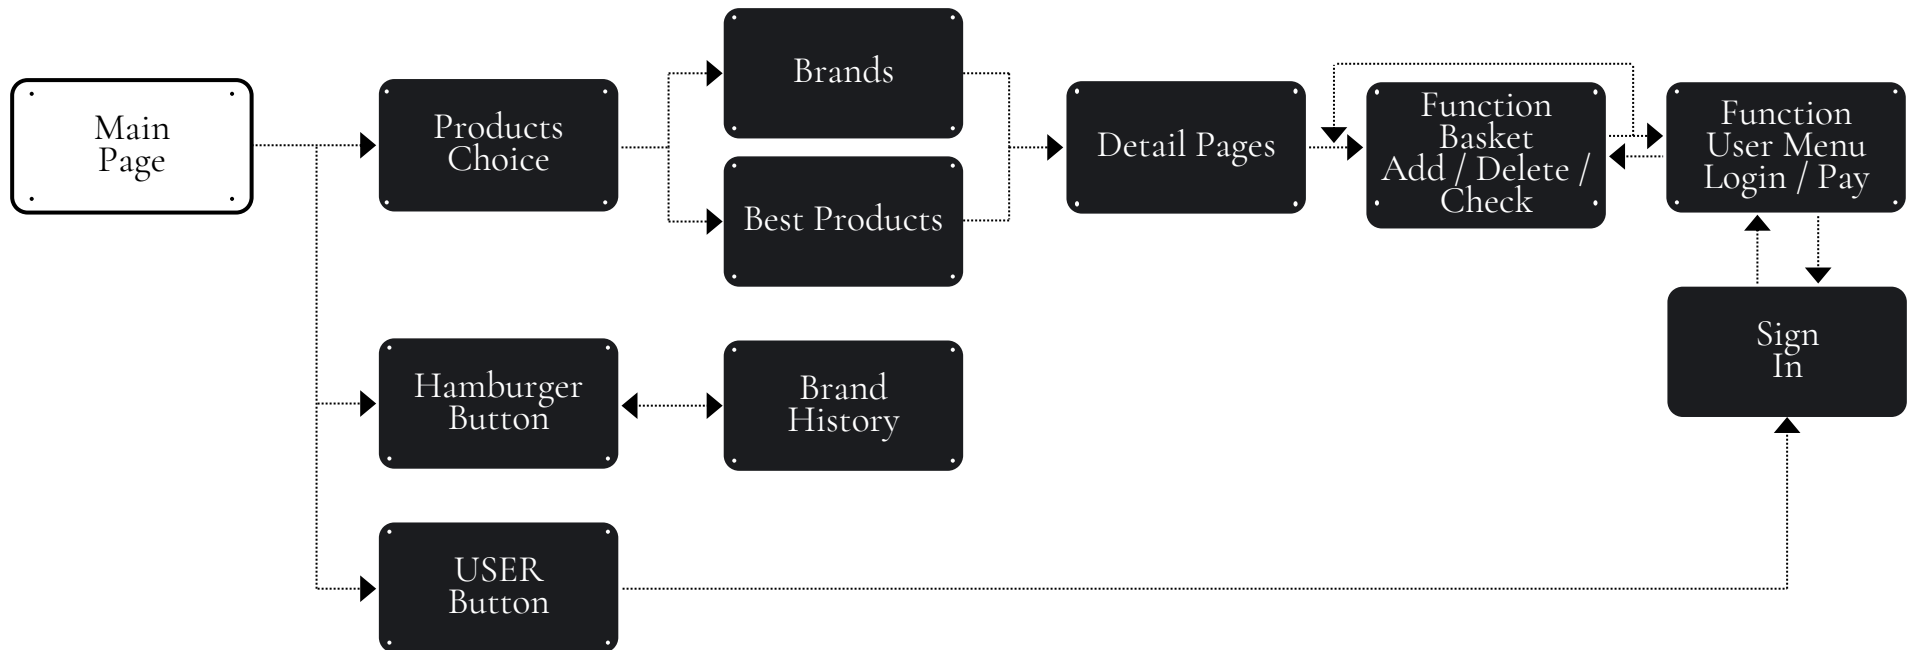 Main
Page
Products
Choice
Brands
Best Products
Detail Pages
Function
Basket
Add / Delete /
Check
Function
User Menu
Login / Pay
Sign
In
Hamburger
Button
Brand
History
USER
Button